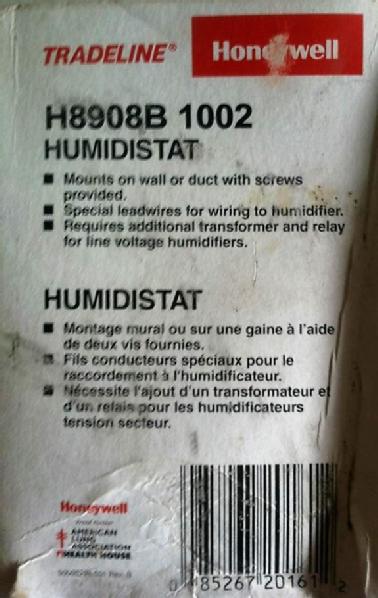 TRADELINE® Honeywell
H8908B 1002
HUMIDISTAT
■ Mounts on wall or duct with screws
provided.
■ Special leadwires for wiring to humidifier.
■ Requires additional transformer and relay
for line voltage humidifiers.
HUMIDISTAT
■ Montage mural ou sur une gaine à l'aide
de deux vis fournies.
■ Fils conducteurs spéciaux pour le
raccordement à l'humidificateur.
■ Nécessite l'ajout d'un transformateur et
d'un relais pour les humidificateurs
tension secteur.
Honeywell
AMERICAN
LUNG
ASSOCIATION
HEALTH HOUSE
0 85267 20161 2